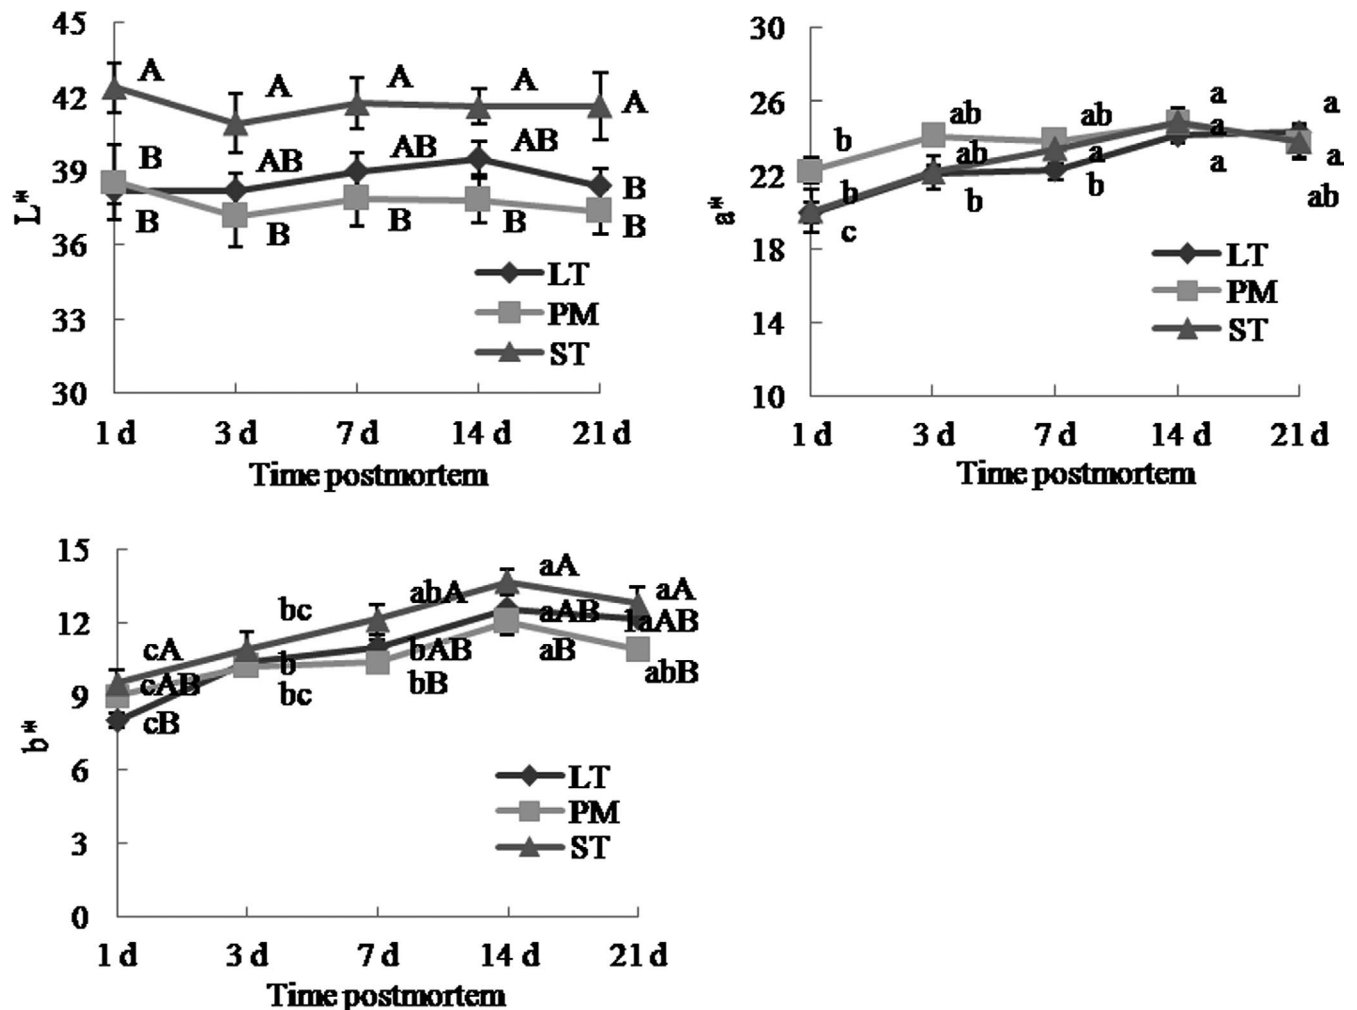 45
42
39
36
33
30
L*
A
A
A
A
A
B
AB
AB
AB
B
B
B
B
B
B
LT
PM
ST
1 d
3 d
7 d
14 d
21 d
Time postmortem
30
26
22
18
14
10
a*
b
ab
ab
a
a
b
ab
a
a
a
c
b
b
a
ab
LT
PM
ST
1 d
3 d
7 d
14 d
21 d
Time postmortem
15
12
9
6
3
0
b*
cA
bc
abA
aA
aA
cAB
b
bAB
aAB
1aAB
cB
bc
bB
aB
abB
LT
PM
ST
1 d
3 d
7 d
14 d
21 d
Time postmortem